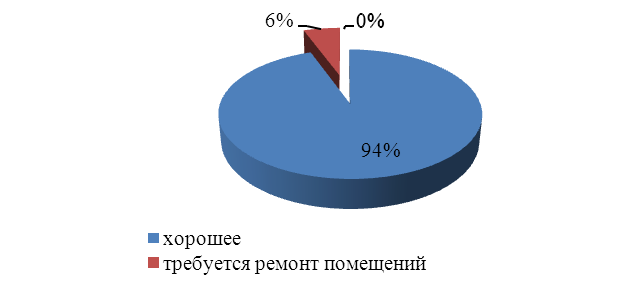 6% 0%
94%
хорошее
требуется ремонт помещений